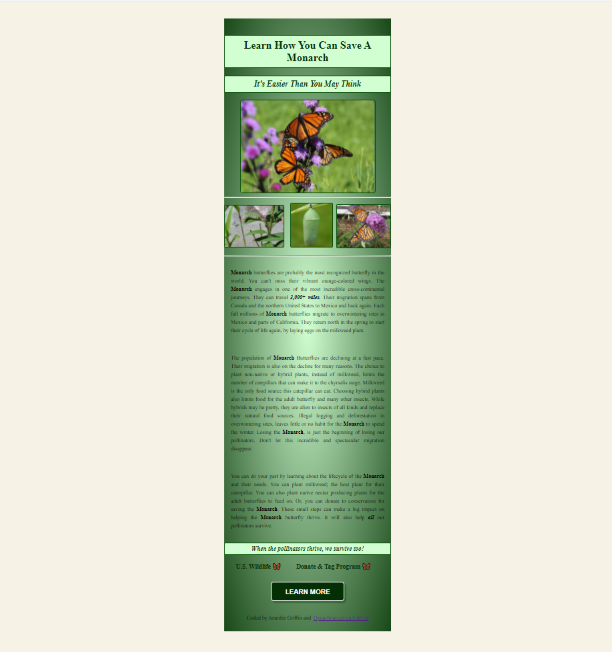 Learn How You Can Save A
Monarch
It's Easier Than You May Think
Monarch butterflies are probably the most recognized butterfly in the
world. You can't miss their vibrant orange-colored wings. The
Monarch engages in one of the most incredible cross-continental
journeys. They can travel 2,000+ miles. Their migration spans from
Canada and the northern United States to Mexico and back again. Each
fall millions of Monarch butterflies migrate to overwintering sites in
Mexico and parts of California. They return north in the spring to start
their cycle of life again, by laying eggs on the milkweed plant.
The population of Monarch Butterflies are declining at a fast pace.
Their migration is also on the decline for many reasons. The choice to
plant non-native or hybrid plants, instead of milkweed, limits the
number of caterpillars that can make it to the chrysalis stage. Milkweed
is the only food source this caterpillar can eat. Choosing hybrid plants
also limits food for the adult butterfly and many other insects. While
hybrids may be pretty, they are alien to insects of all kinds and replace
their natural food sources. Illegal logging and deforestation in
overwintering sites, leaves little or no habit for the Monarch to spend
the winter. Losing the Monarch, is just the beginning of losing our
pollinators. Don't let this incredible and spectacular migration
disappear.
You can do your part by learning about the lifecycle of the Monarch
and their needs. You can plant milkweed; the host plant for their
caterpillar. You can also plant native nectar producing plants for the
adult butterflies to feed on. Or, you can donate to conservation for
saving the Monarch. These small steps can make a big impact on
helping the Monarch butterfly thrive. It will also help all our
pollinators survive.
When the pollinators thrive, we survive too!
U.S. Wildlife Donate & Tag Program
LEARN MORE
Coded by Griffin and